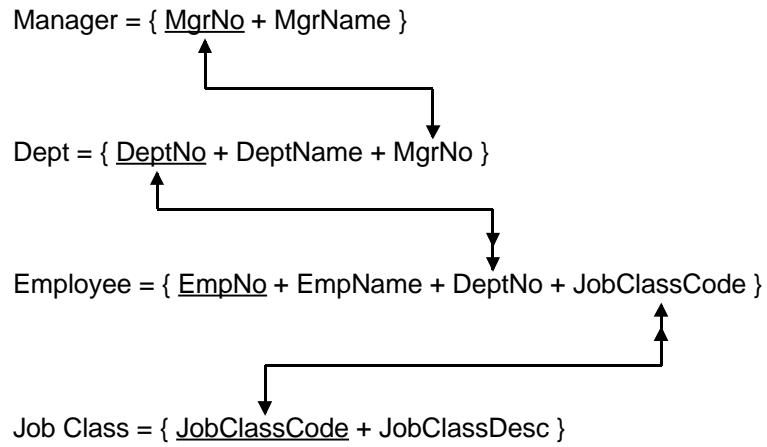 Manager = { MgrNo + MgrName }
Dept = { DeptNo + DeptName + MgrNo }
Employee = { EmpNo + EmpName + DeptNo + JobClassCode }
Job Class = { JobClassCode + JobClassDesc }